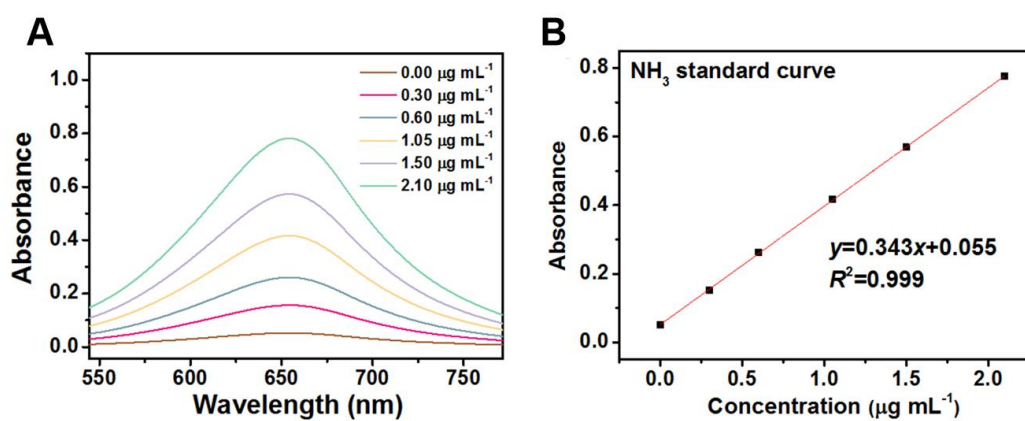 A
Absorbance
1.0
0.8
0.6
0.4
0.2
0.0
0.00 μg mL⁻¹
0.30 μg mL⁻¹
0.60 μg mL⁻¹
1.05 μg mL⁻¹
1.50 μg mL⁻¹
2.10 μg mL⁻¹
550 600 650 700 750
Wavelength (nm)
B
Absorbance
0.8
0.6
0.4
0.2
0.0
NH₃ standard curve
y=0.343x+0.055
R²=0.999
0.0 0.5 1.0 1.5 2.0
Concentration (μg mL⁻¹)